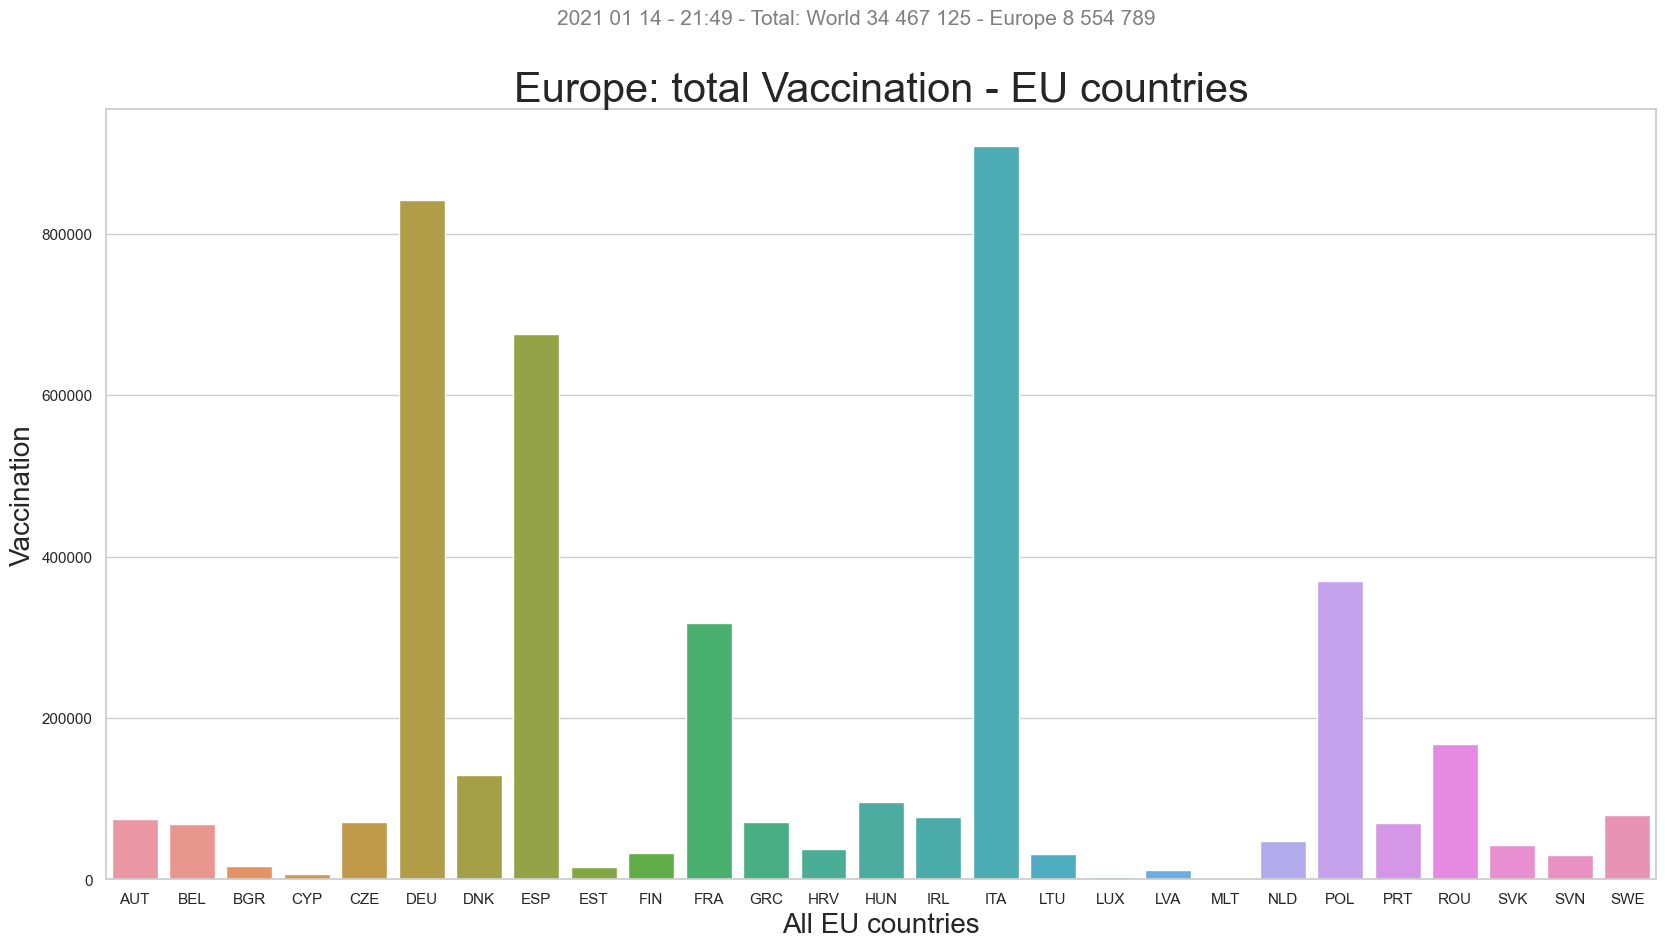 2021 01 14 - 21:49 - Total: World 34 467 125 - Europe 8 554 789
Europe: total Vaccination - EU countries
Vaccination
800000
600000
400000
200000
0
AUT BEL BGR CYP CZE DEU DNK ESP EST FIN FRA GRC HRV HUN IRL ITA LTU LUX LVA MLT NLD POL PRT ROU SVK SVN SWE
All EU countries